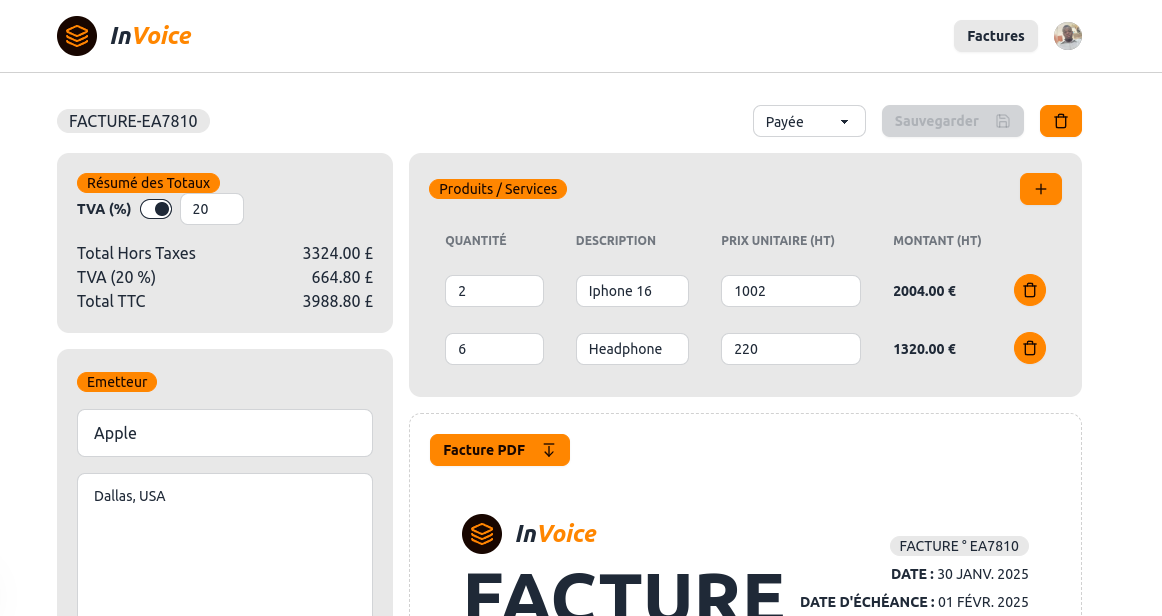 InVoice
Factures
FACTURE-EA7810
Payée
Sauvegarder
Résumé des Totaux
TVA (%)
20
Total Hors Taxes 3324.00 £
TVA (20 %) 664.80 £
Total TTC 3988.80 £
Emetteur
Apple
Dallas, USA
Produits / Services
+
QUANTITÉ DESCRIPTION PRIX UNITAIRE (HT) MONTANT (HT)
2 Iphone 16 1002 2004.00 €
6 Headphone 220 1320.00 €
Facture PDF
InVoice
FACTURE
FACTURE ° EA7810
DATE : 30 JANV. 2025
DATE D'ÉCHÉANCE : 01 FÉVR. 2025